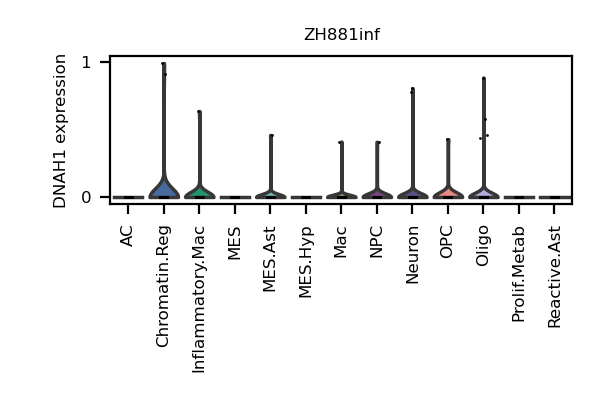 ZH881inf
DNAH1 expression
1
0
AC
Chromatin.Reg
Inflammatory.Mac
MES
MES.Ast
MES.Hyp
Mac
NPC
Neuron
OPC
Oligo
Prolif.Metab
Reactive.Ast